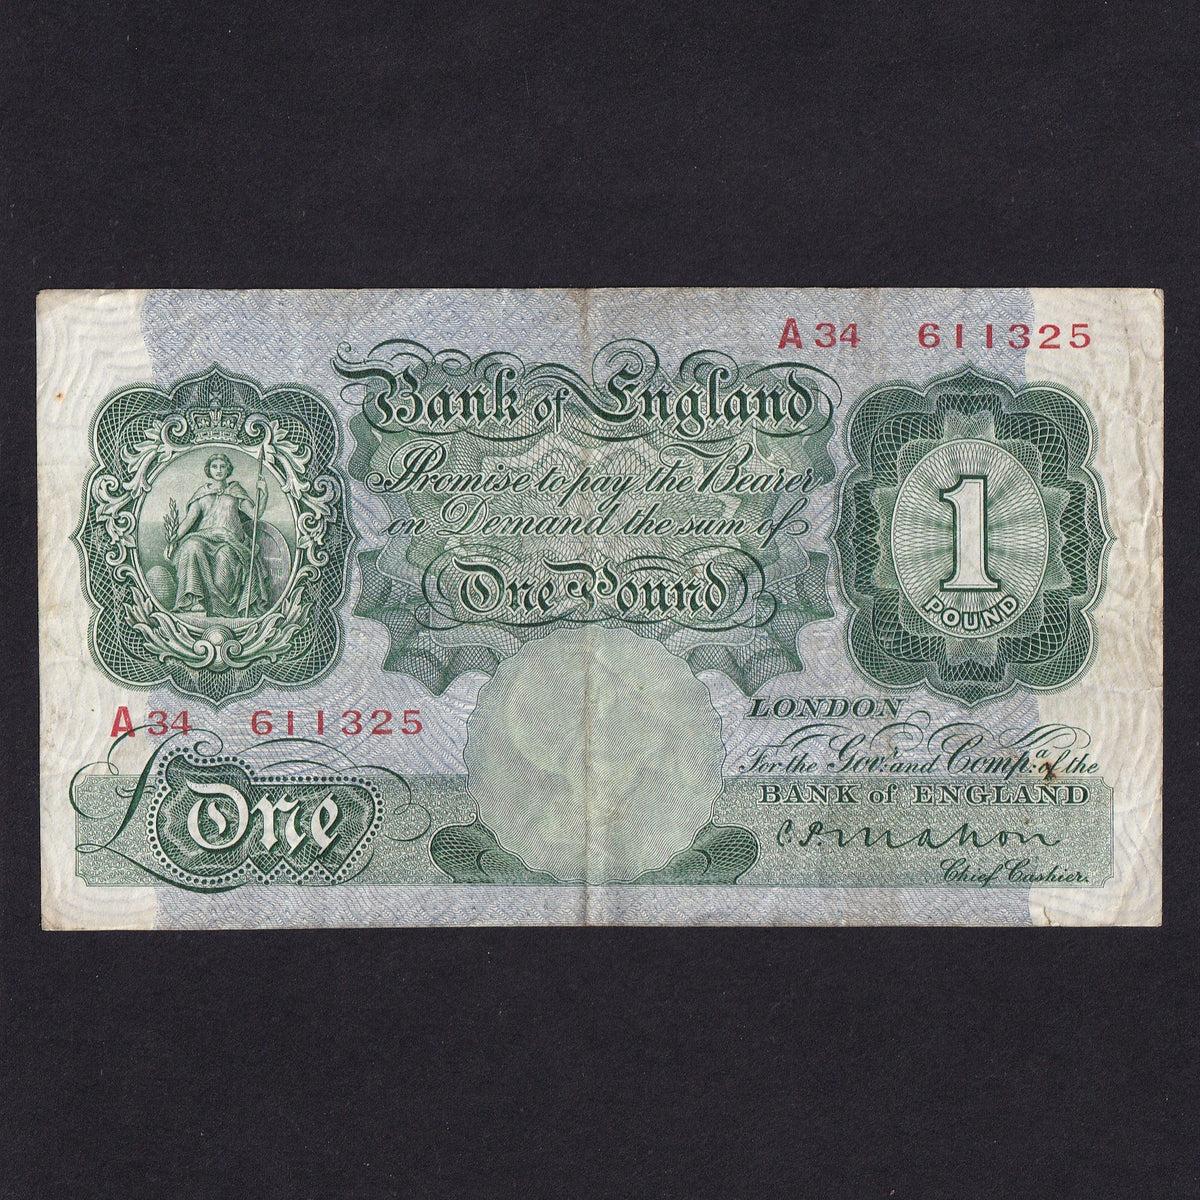 A34 611325
Bank of England
Promise to pay the Bearer
on Demand the sum of
One Pound
1
POUND
A34 611325
£One
LONDON
For the Govr. and Compa. of the
BANK of ENGLAND
C.P. Mahon
Chief Cashier.